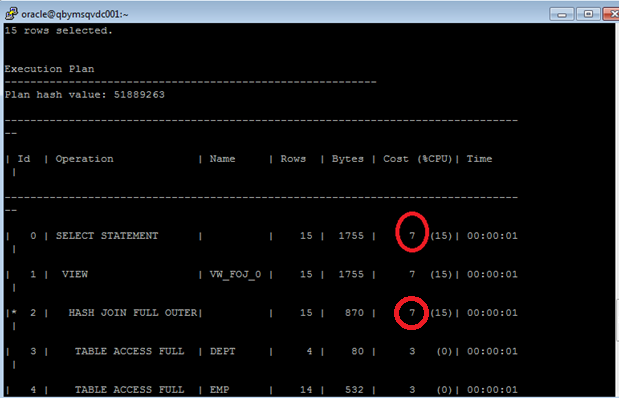 oracle@qbymsqvdc001:~
15 rows selected.
Execution Plan
----------------------------------------------------------
Plan hash value: 51889263
--------------------------------------------------------------------------------
--
| Id | Operation | Name | Rows | Bytes | Cost (%CPU)| Time
|
--------------------------------------------------------------------------------
--
| 0 | SELECT STATEMENT | | 15 | 1755 | 7 (15)| 00:00:01
|
| 1 | VIEW | VW_FOJ_0 | 15 | 1755 | 7 (15)| 00:00:01
|
|* 2 | HASH JOIN FULL OUTER| | 15 | 870 | 7 (15)| 00:00:01
|
| 3 | TABLE ACCESS FULL | DEPT | 4 | 80 | 3 (0)| 00:00:01
|
| 4 | TABLE ACCESS FULL | EMP | 14 | 532 | 3 (0)| 00:00:01